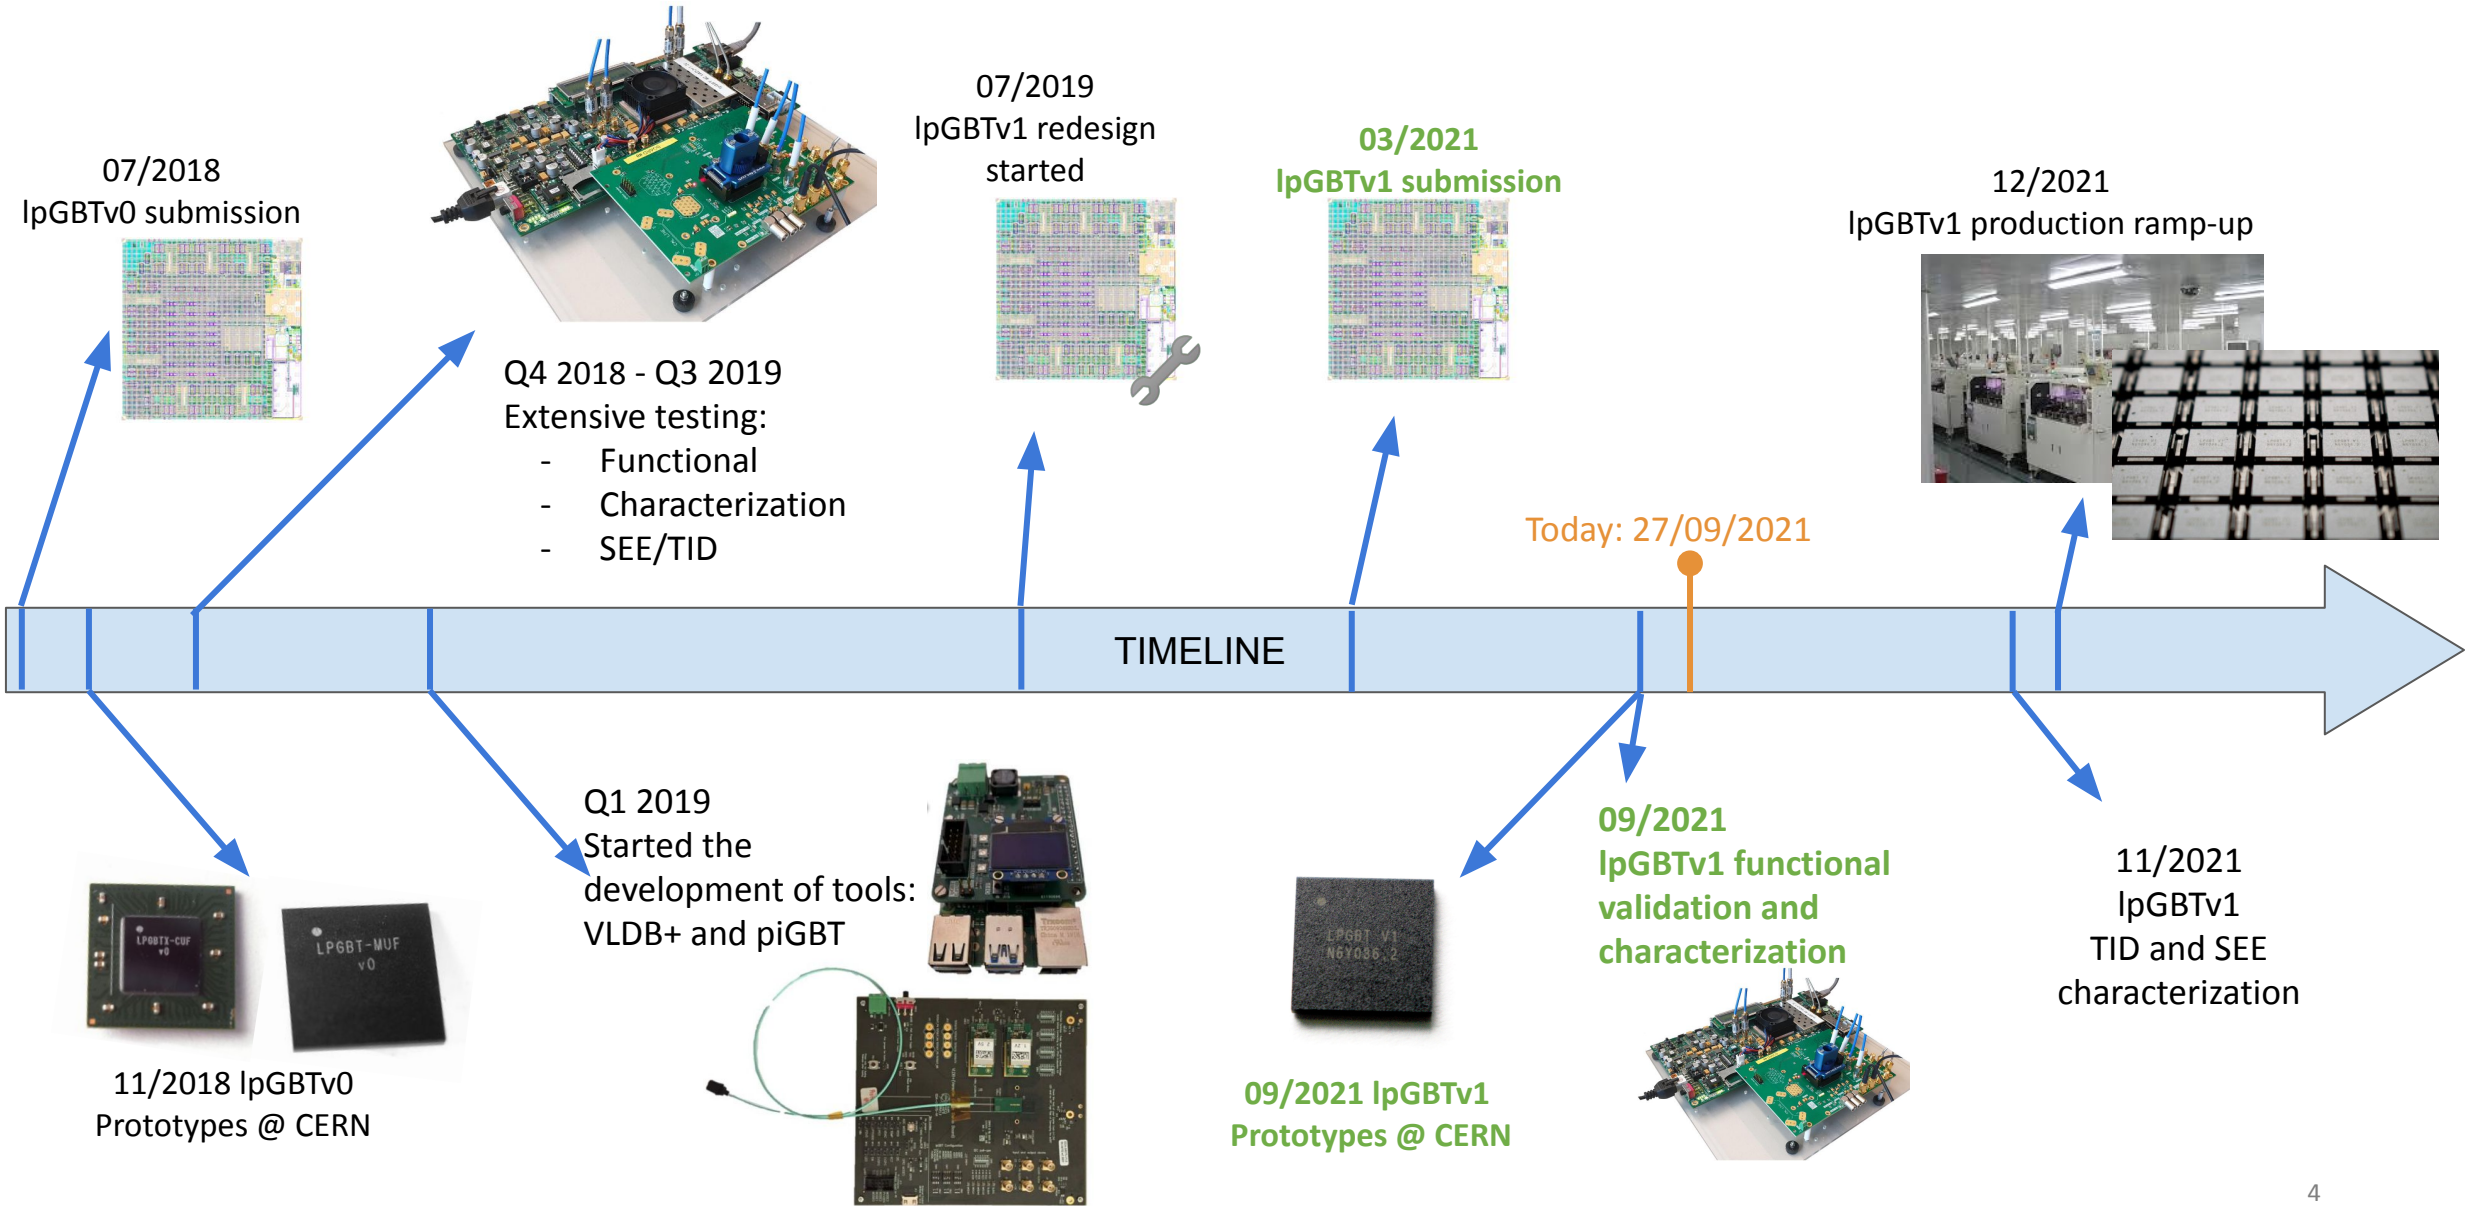 07/2018
lpGBTv0 submission
Q4 2018 - Q3 2019
Extensive testing:
- Functional
- Characterization
- SEE/TID
07/2019
lpGBTv1 redesign
started
03/2021
lpGBTv1 submission
12/2021
lpGBTv1 production ramp-up
Today: 27/09/2021
TIMELINE
LPGBTX-CUF
v0
LPGBT-MUF
v0
11/2018 lpGBTv0
Prototypes @ CERN
Q1 2019
Started the
development of tools:
VLDB+ and piGBT
LPGBT V1
N6Y036.2
09/2021 lpGBTv1
Prototypes @ CERN
09/2021
lpGBTv1 functional
validation and
characterization
11/2021
lpGBTv1
TID and SEE
characterization
4